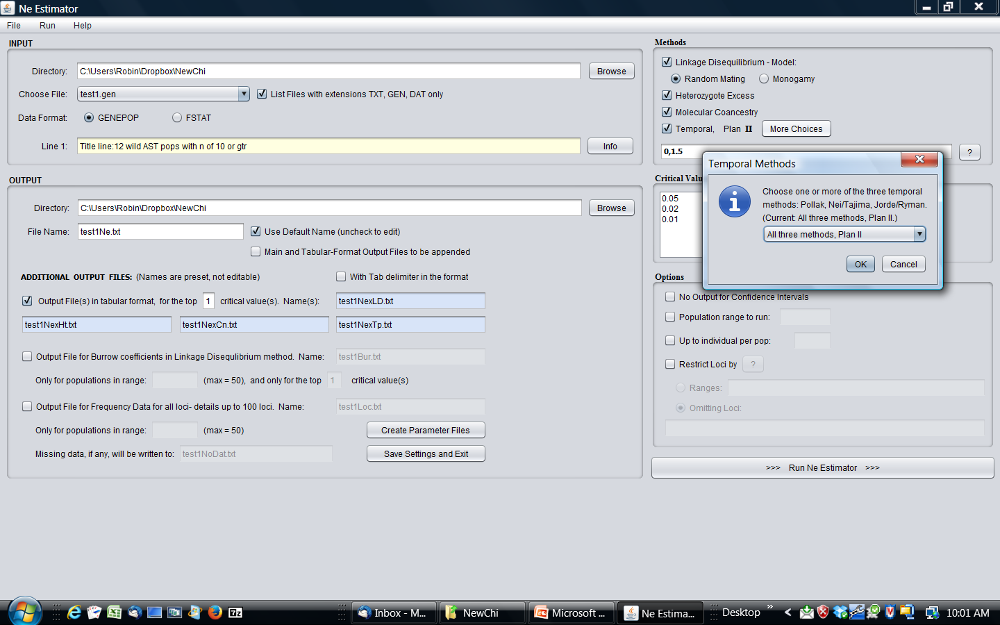 Ne Estimator
File Run Help
INPUT
Directory: C:\Users\Robin\Dropbox\NewChi Browse
Choose File: test1.gen List Files with extensions TXT, GEN, DAT only
Data Format: GENEPOP FSTAT
Line 1: Title line:12 wild AST pops with n of 10 or gtr Info
OUTPUT
Directory: C:\Users\Robin\Dropbox\NewChi Browse
File Name: test1Ne.txt Use Default Name (uncheck to edit)
Main and Tabular-Format Output Files to be appended
ADDITIONAL OUTPUT FILES: (Names are preset, not editable) With Tab delimiter in the format
Output File(s) in tabular format, for the top 1 critical value(s). Name(s): test1NexLD.txt
test1NexHt.txt test1NexCn.txt test1NexTp.txt
Output File for Burrow coefficients in Linkage Disequlibrium method. Name: test1Bur.txt
Only for populations in range: (max = 50), and only for the top 1 critical value(s)
Output File for Frequency Data for all loci- details up to 100 loci. Name: test1Loc.txt
Only for populations in range: (max = 50) Create Parameter Files
Missing data, if any, will be written to: test1NoDat.txt Save Settings and Exit
Methods
Linkage Disequilibrium - Model:
Random Mating Monogamy
Heterozygote Excess
Molecular Coancestry
Temporal, Plan II More Choices
0,1.5 ?
Critical Valu
0.05
0.02
0.01
Temporal Methods
Choose one or more of the three temporal
methods: Pollak, Nei/Tajima, Jorde/Ryman.
(Current: All three methods, Plan II.)
All three methods, Plan II
OK Cancel
Options
No Output for Confidence Intervals
Population range to run:
Up to individual per pop:
Restrict Loci by ?
Ranges:
Omitting Loci:
>>> Run Ne Estimator >>>
Inbox - M... NewChi Microsoft ... Ne Estima... Desktop » < 10:01 AM